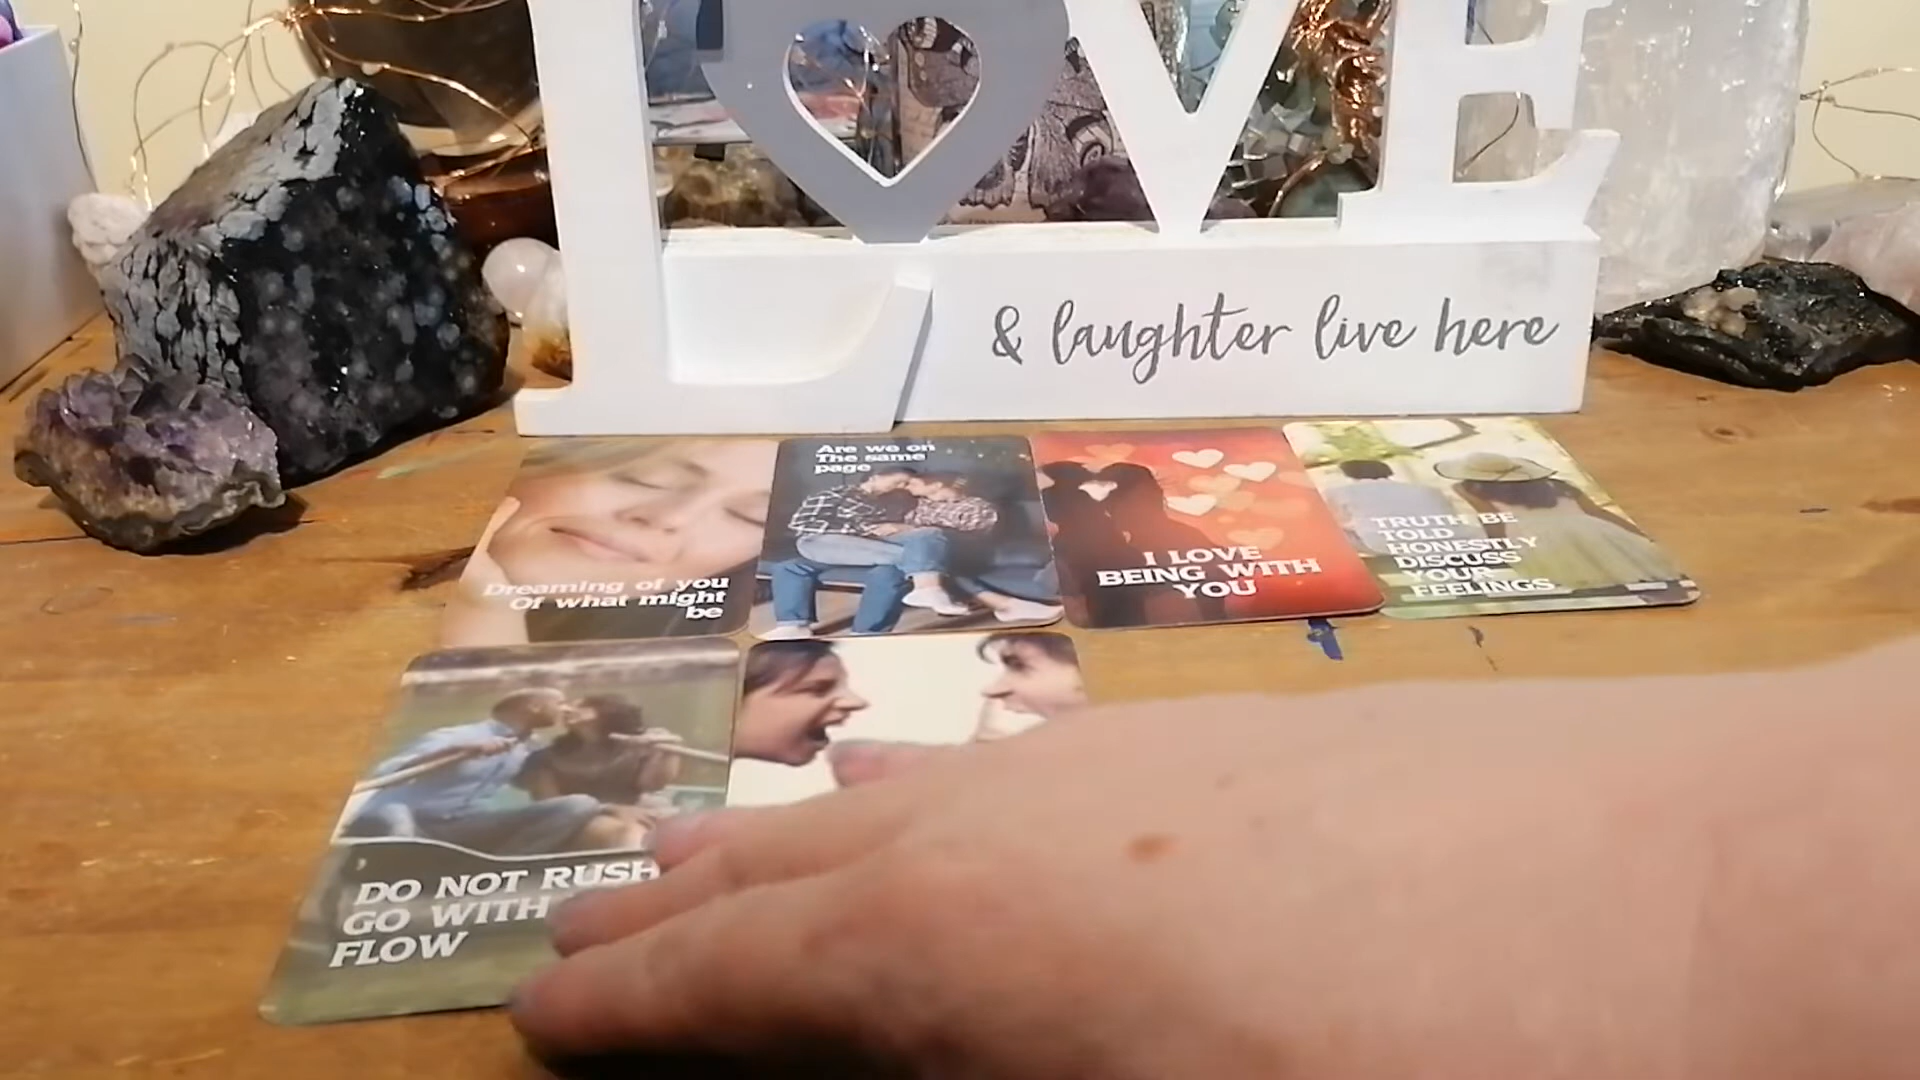 LOVE
& laughter live here
Dreaming of you
Of what might
be
Are we on
The same
page
I LOVE
BEING WITH
YOU
TRUTH BE
TOLD
HONESTLY
DISCUSS
YOUR
FEELINGS
DO NOT RUSH
GO WITH
FLOW